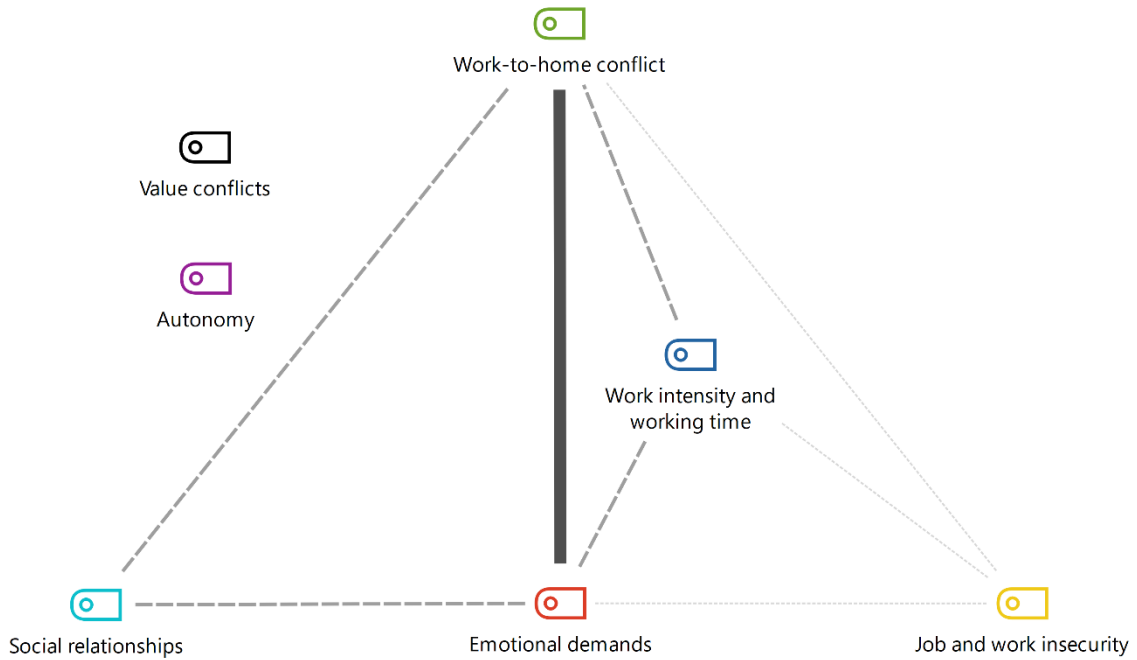 Work-to-home conflict
Value conflicts
Autonomy
Work intensity and
working time
Social relationships
Emotional demands
Job and work insecurity